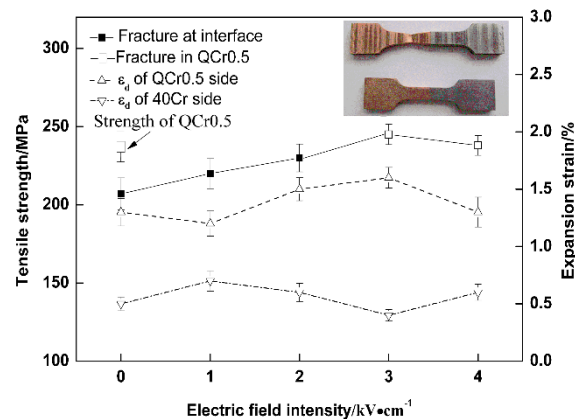 Fracture at interface
Fracture in QCr0.5
εd of QCr0.5 side
εd of 40Cr side
Strength of QCr0.5
Tensile strength/MPa
300
250
200
150
100
Expansion strain/%
3.0
2.5
2.0
1.5
1.0
0.5
0.0
0 1 2 3 4
Electric field intensity/kV•cm⁻¹